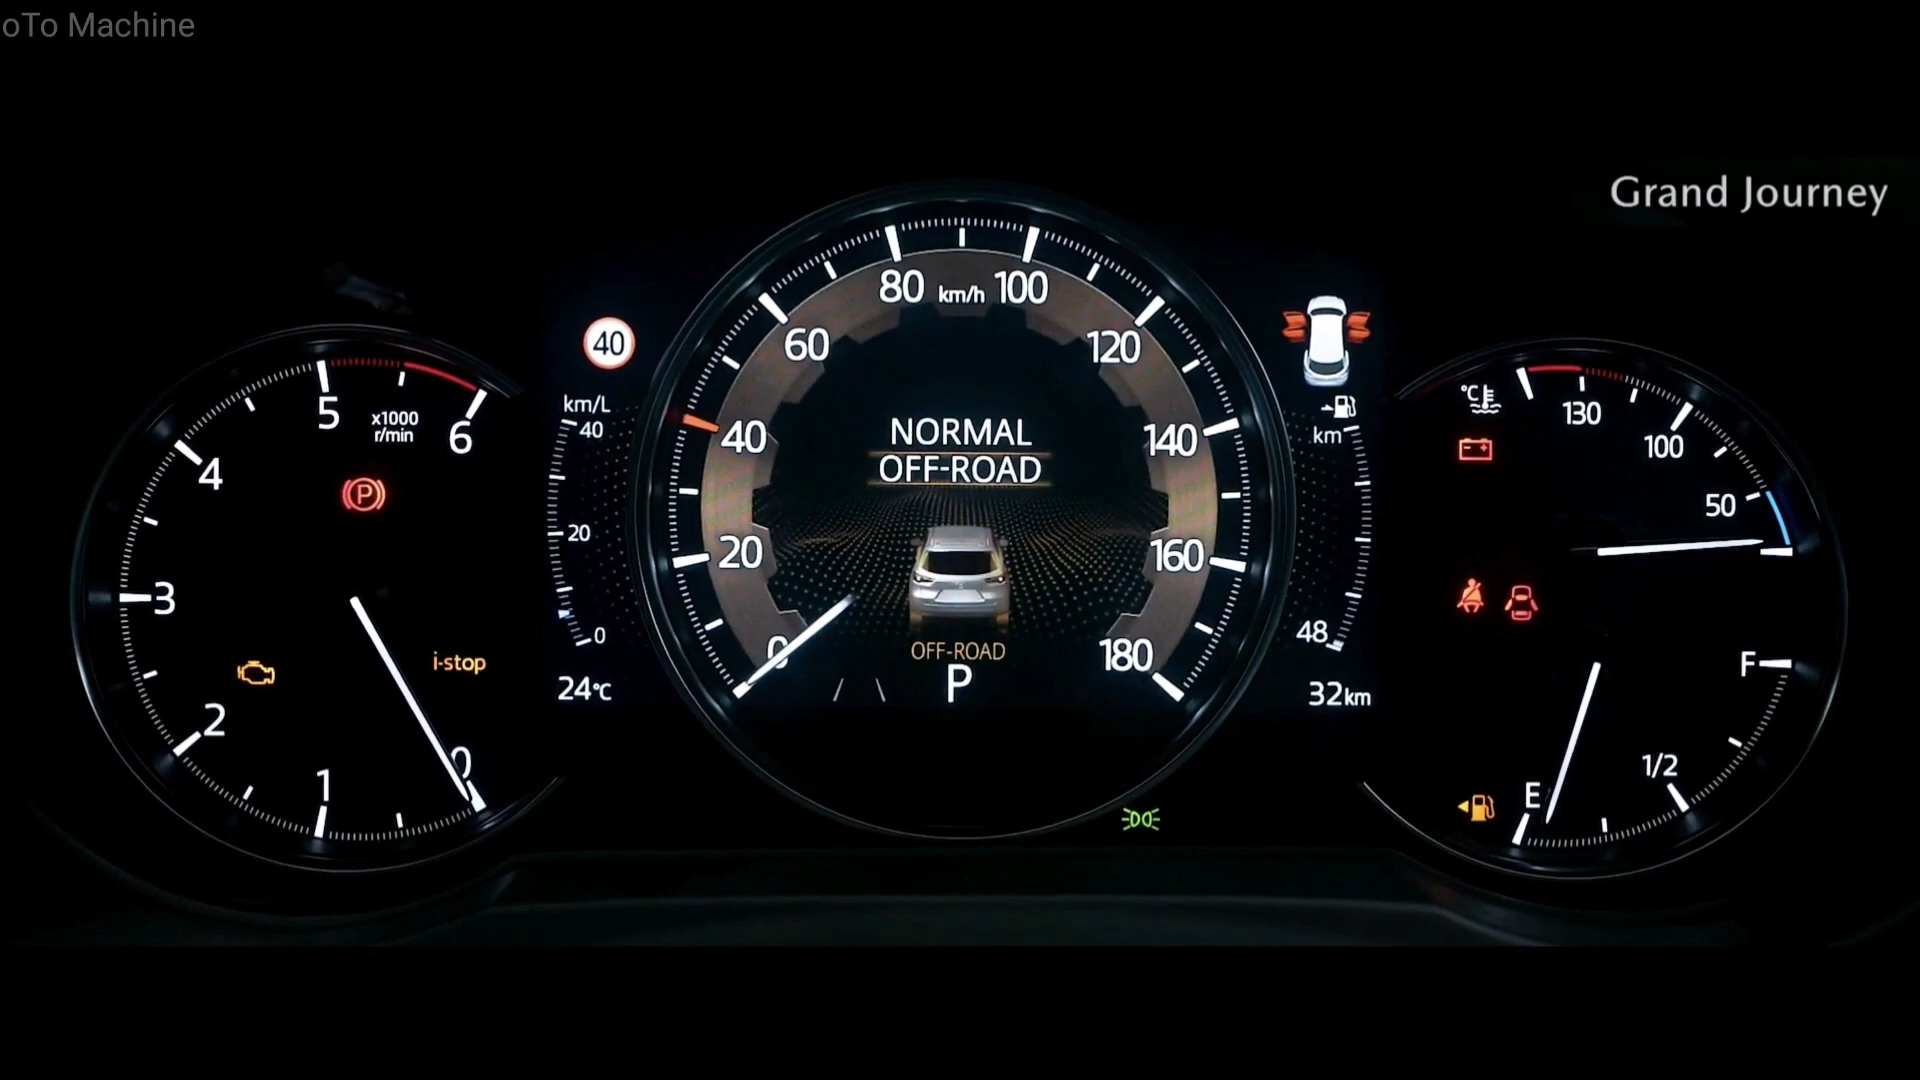 oTo Machine
Grand Journey
80 km/h 100
60
120
40
140
20
160
0
180
NORMAL
OFF-ROAD
OFF-ROAD
P
40
km/L
40
20
0
24°C
5
x1000
r/min
6
4
P
3
i-stop
2
1
0
km
48
32km
°C
130
100
50
F
1/2
E